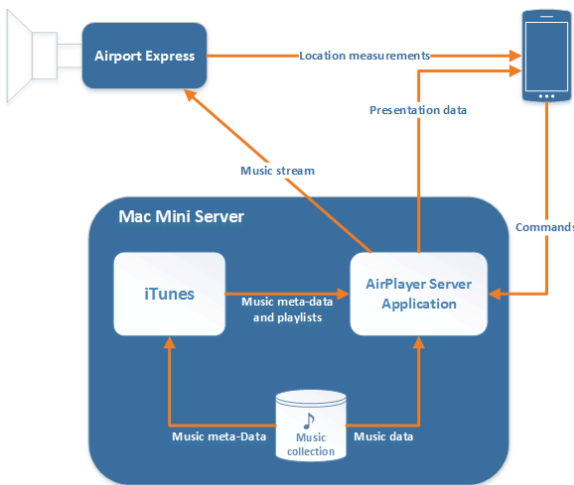 Airport Express
Location measurements
Presentation data
Music stream
Mac Mini Server
Commands
iTunes
AirPlayer Server
Application
Music meta-data
and playlists
Music meta-Data
Music
collection
Music data